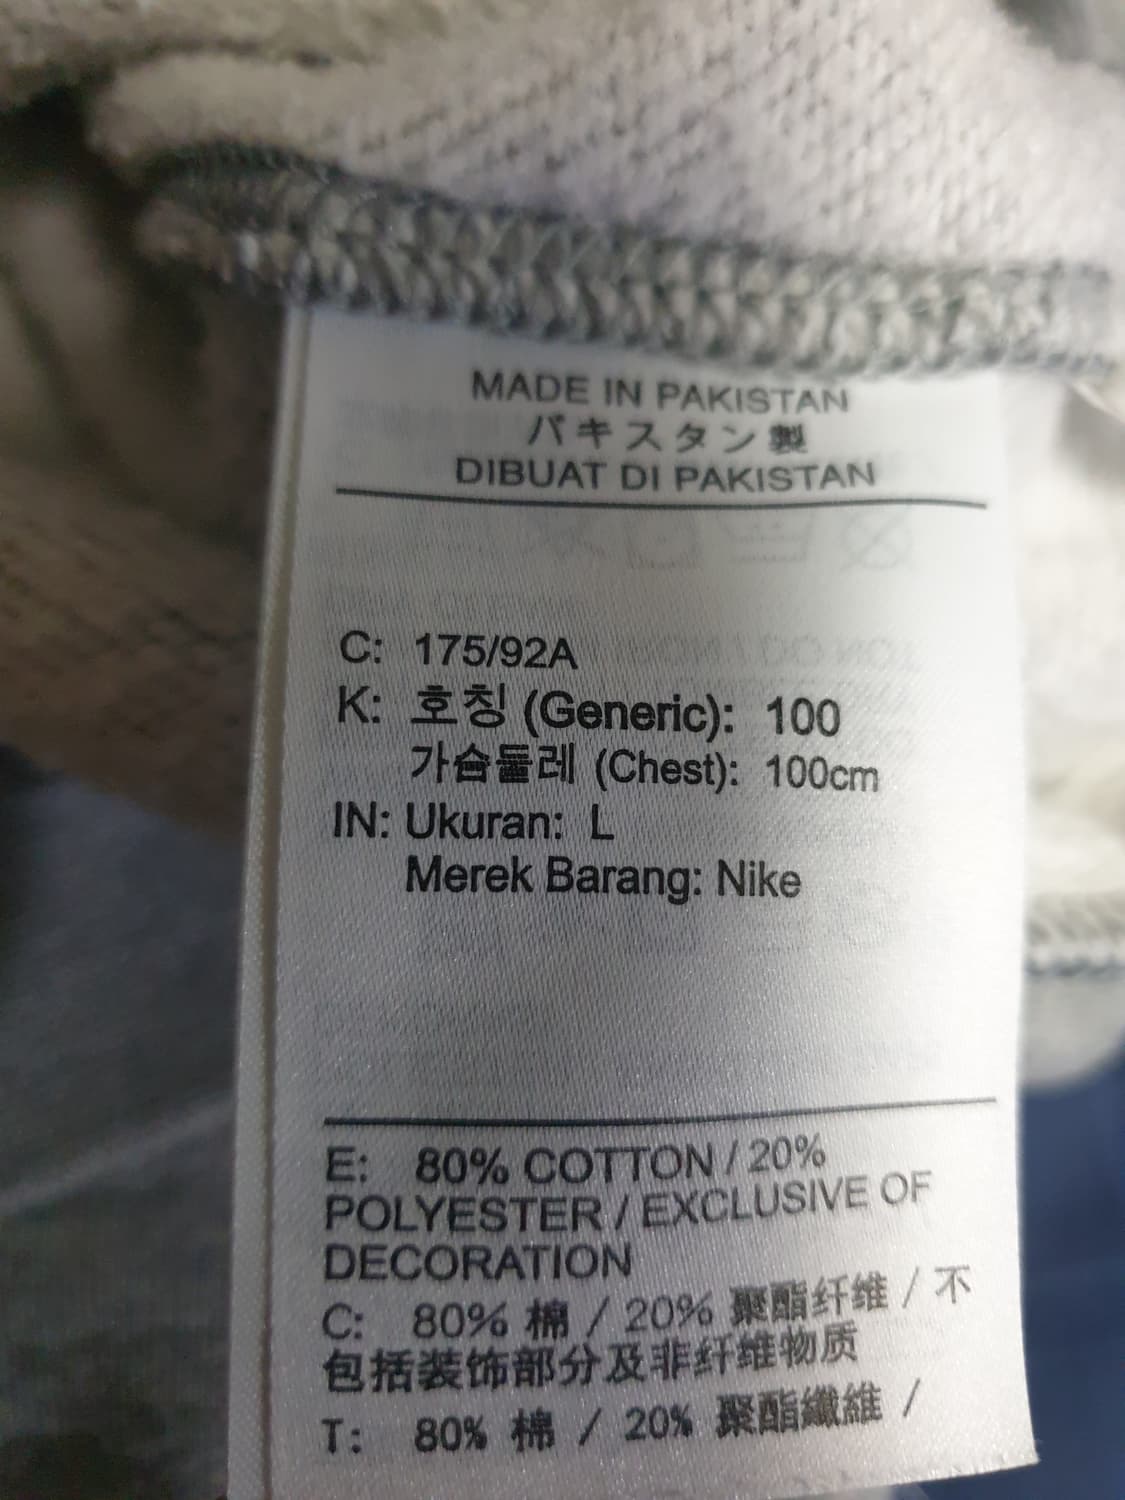 MADE IN PAKISTAN
パキスタン製
DIBUAT DI PAKISTAN
C: 175/92A
K: 호칭 (Generic): 100
가슴둘레 (Chest): 100cm
IN: Ukuran: L
Merek Barang: Nike
E: 80% COTTON / 20%
POLYESTER / EXCLUSIVE OF
DECORATION
C: 80% 棉 / 20% 聚酯纤维 / 不
包括装饰部分及非纤维物质
T: 80% 棉 / 20% 聚酯纖維 /